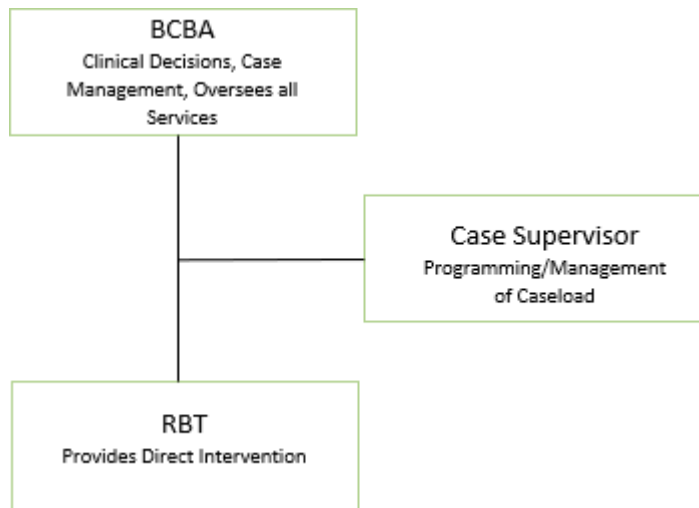 BCBA
Clinical Decisions, Case
Management, Oversees all
Services
Case Supervisor
Programming/Management
of Caseload
RBT
Provides Direct Intervention